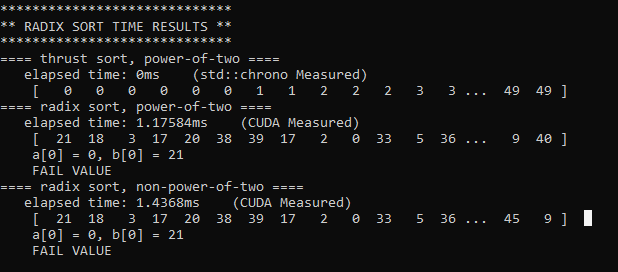 *****************************
** RADIX SORT TIME RESULTS **
*****************************
==== thrust sort, power-of-two ====
   elapsed time: 0ms    (std::chrono Measured)
    [   0   0   0   0   0   1   1   2   2   2   3   3 ...  49  49 ]
==== radix sort, power-of-two ====
   elapsed time: 1.17584ms    (CUDA Measured)
    [  21  18   3  17  20  38  39  17   2   0  33   5  36 ...   9  40 ]
    a[0] = 0, b[0] = 21
    FAIL VALUE
==== radix sort, non-power-of-two ====
   elapsed time: 1.4368ms    (CUDA Measured)
    [  21  18   3  17  20  38  39  17   2   0  33   5  36 ...  45   9 ]
    a[0] = 0, b[0] = 21
    FAIL VALUE